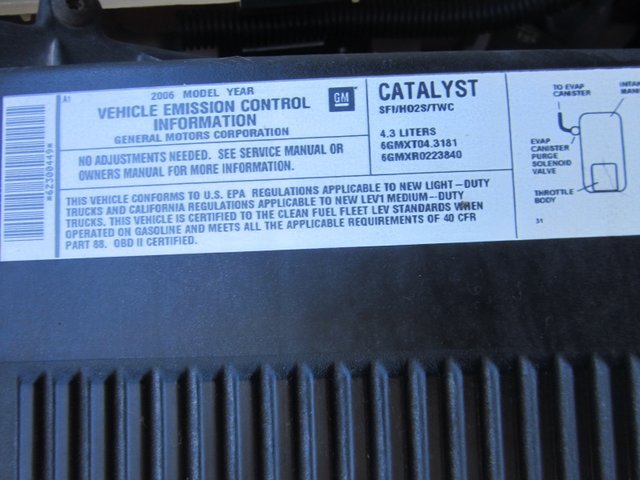 A1
*62300449*
2006 MODEL YEAR
VEHICLE EMISSION CONTROL
INFORMATION
GENERAL MOTORS CORPORATION
GM
NO ADJUSTMENTS NEEDED. SEE SERVICE MANUAL OR
OWNERS MANUAL FOR MORE INFORMATION.
CATALYST
SFI/HO2S/TWC
4.3 LITERS
6GMXT04.3181
6GMXR0223840
THIS VEHICLE CONFORMS TO U.S. EPA REGULATIONS APPLICABLE TO NEW LIGHT-DUTY
TRUCKS AND CALIFORNIA REGULATIONS APPLICABLE TO NEW LEV1 MEDIUM-DUTY
TRUCKS. THIS VEHICLE IS CERTIFIED TO THE CLEAN FUEL FLEET LEV STANDARDS WHEN
OPERATED ON GASOLINE AND MEETS ALL THE APPLICABLE REQUIREMENTS OF 40 CFR
PART 88. OBD II CERTIFIED.
TO EVAP
CANISTER
INTAK
MANI
EVAP
CANISTER
PURGE
SOLENOID
VALVE
THROTTLE
BODY
31